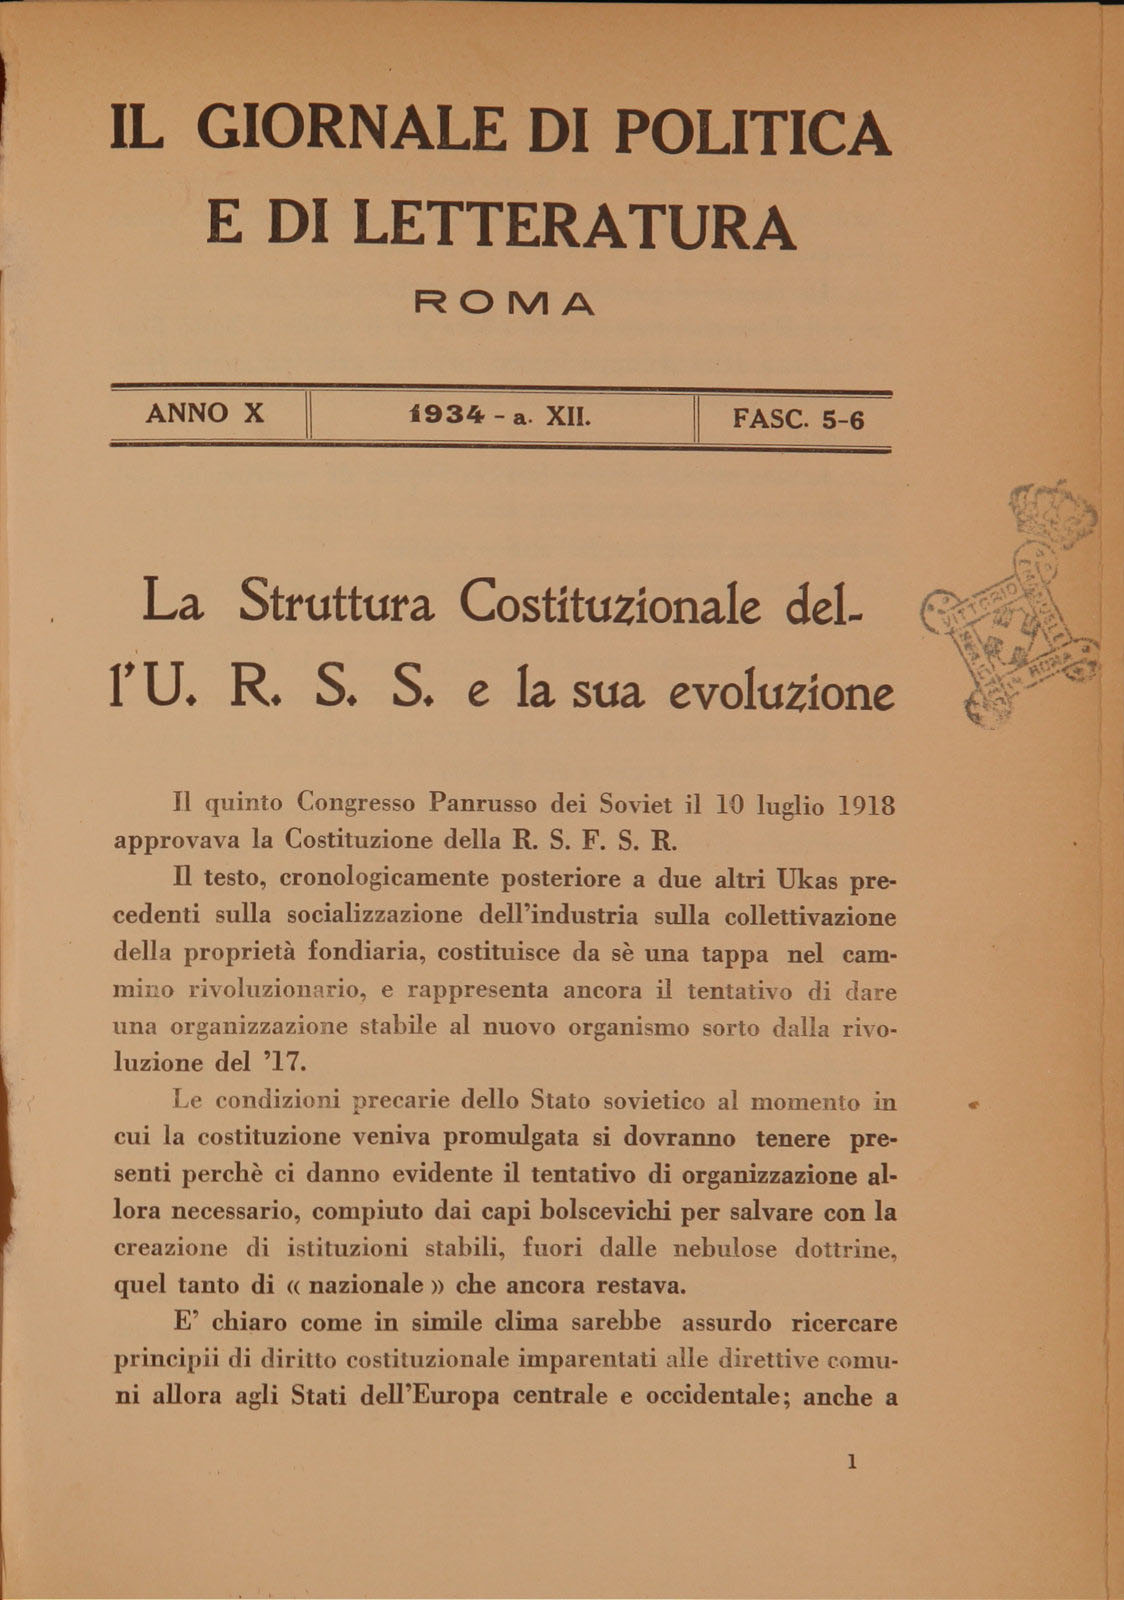 IL GIORNALE DI POLITICA
E DI LETTERATURA
ROMA
ANNO X 1934 - a. XII. FASC. 5-6
La Struttura Costituzionale del-
l'U. R. S. S. e la sua evoluzione
VITTORIO
EMANUELE
ROMA
Il quinto Congresso Panrusso dei Soviet il 10 luglio 1918
approvava la Costituzione della R. S. F. S. R.
Il testo, cronologicamente posteriore a due altri Ukas pre-
cedenti sulla socializzazione dell'industria sulla collettivazione
della proprietà fondiaria, costituisce da sè una tappa nel cam-
mino rivoluzionario, e rappresenta ancora il tentativo di dare
una organizzazione stabile al nuovo organismo sorto dalla rivo-
luzione del '17.
Le condizioni precarie dello Stato sovietico al momento in
cui la costituzione veniva promulgata si dovranno tenere pre-
senti perchè ci danno evidente il tentativo di organizzazione al-
lora necessario, compiuto dai capi bolscevichi per salvare con la
creazione di istituzioni stabili, fuori dalle nebulose dottrine,
quel tanto di « nazionale » che ancora restava.
E' chiaro come in simile clima sarebbe assurdo ricercare
principii di diritto costituzionale imparentati alle direttive comu-
ni allora agli Stati dell'Europa centrale e occidentale; anche a
1